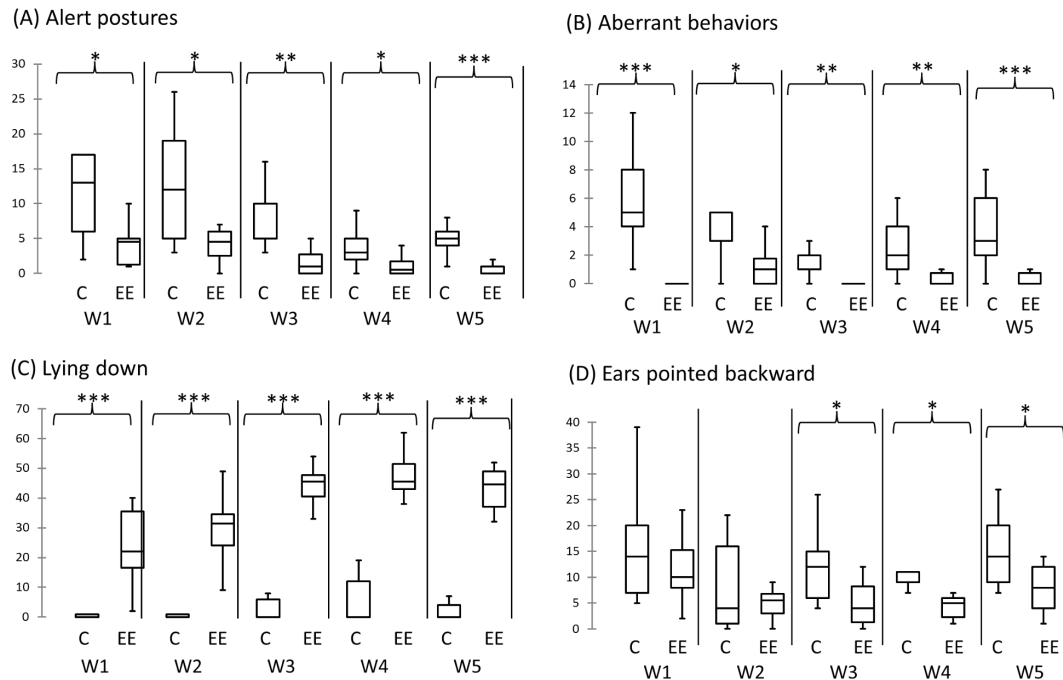 (A) Alert postures
* * ** * ***
30
25
20
15
10
5
0
C EE C EE C EE C EE C EE
W1 W2 W3 W4 W5
(B) Aberrant behaviors
*** * ** ** ***
14
12
10
8
6
4
2
0
C EE C EE C EE C EE C EE
W1 W2 W3 W4 W5
(C) Lying down
*** *** *** *** ***
70
60
50
40
30
20
10
0
C EE C EE C EE C EE C EE
W1 W2 W3 W4 W5
(D) Ears pointed backward
* * *
40
35
30
25
20
15
10
5
0
C EE C EE C EE C EE C EE
W1 W2 W3 W4 W5